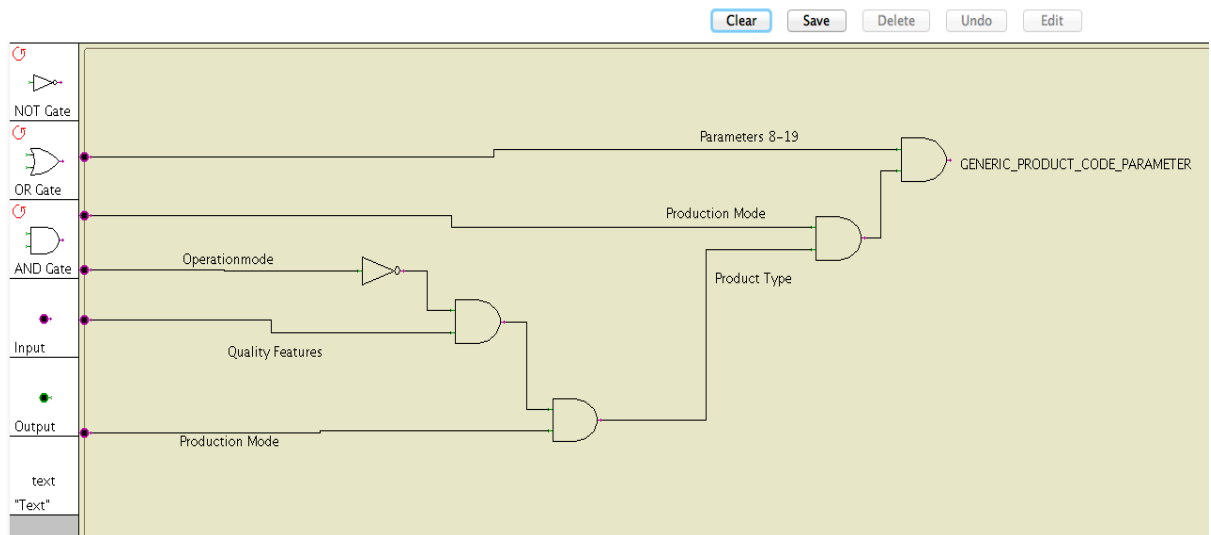 Clear
Save
Delete
Undo
Edit
NOT Gate
OR Gate
AND Gate
Input
Output
text
"Text"
Parameters 8-19
GENERIC_PRODUCT_CODE_PARAMETER
Production Mode
Operationmode
Product Type
Quality Features
Production Mode